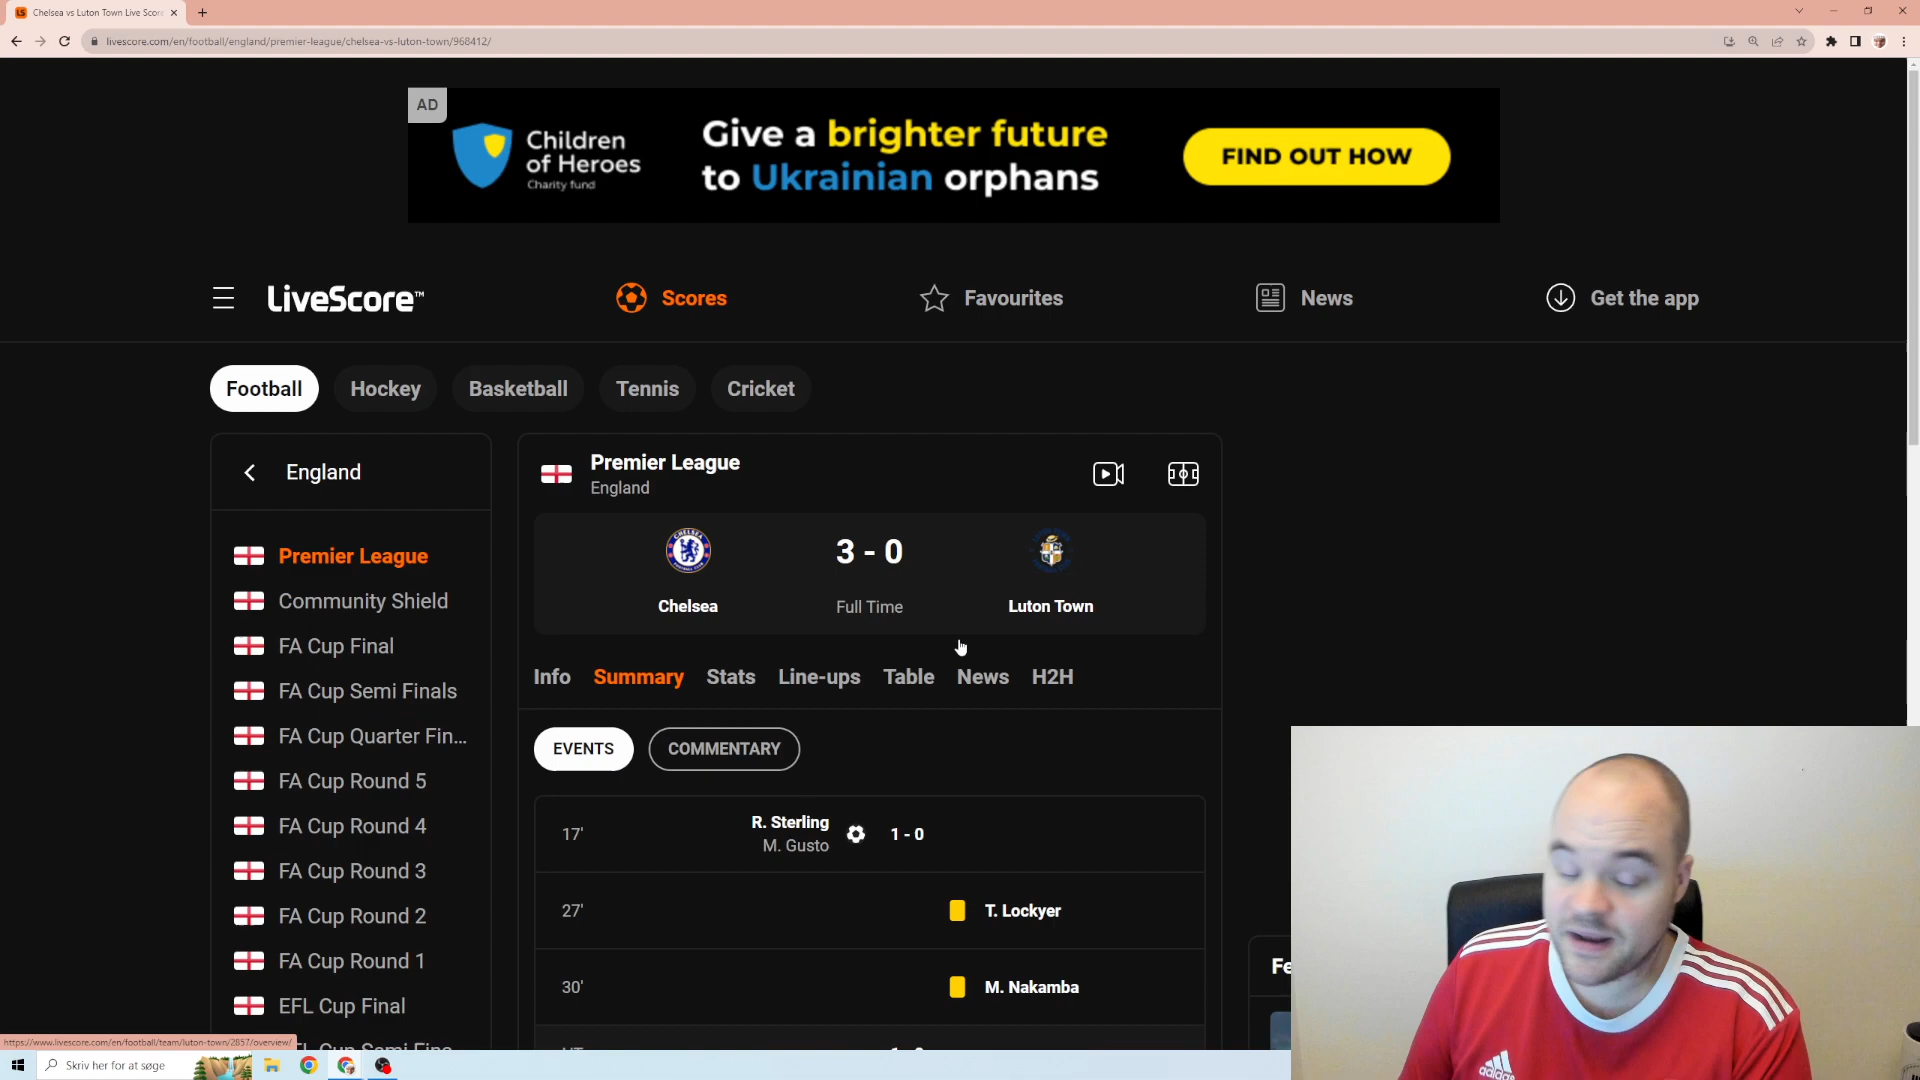 Chelsea vs Luton Town Live Score
livescore.com/en/football/england/premier-league/chelsea-vs-luton-town/968412/
AD
Children
of Heroes
Charity fund
Give a brighter future
to Ukrainian orphans
FIND OUT HOW
LiveScore™
Scores
Favourites
News
Get the app
Football
Hockey
Basketball
Tennis
Cricket
England
Premier League
Community Shield
FA Cup Final
FA Cup Semi Finals
FA Cup Quarter Fin...
FA Cup Round 5
FA Cup Round 4
FA Cup Round 3
FA Cup Round 2
FA Cup Round 1
EFL Cup Final
Premier League
England
3 - 0
Chelsea
Full Time
Luton Town
Info
Summary
Stats
Line-ups
Table
News
H2H
EVENTS
COMMENTARY
17'
R. Sterling
M. Gusto
1 - 0
27'
T. Lockyer
30'
M. Nakamba
Fe
adidas
https://www.livescore.com/en/football/team/luton-town/2857/overview/
Skriv her for at søge